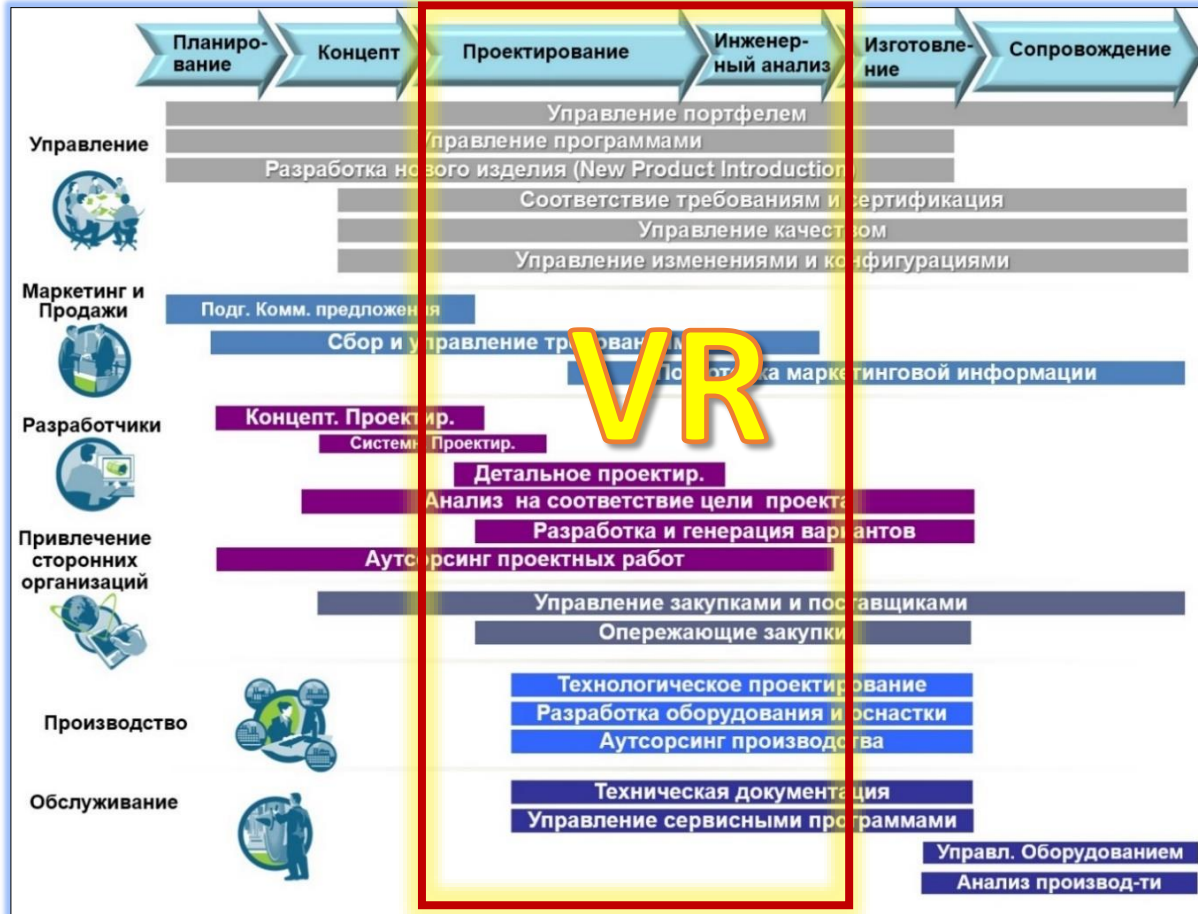 Планиро-
вание
Концепт
Проектирование
Инженер-
ный анализ
Изготовле-
ние
Сопровождение
Управление
Управление портфелем
Управление программами
Разработка нового изделия (New Product Introduction)
Соответствие требованиям и сертификация
Управление качеством
Управление изменениями и конфигурациями
Маркетинг и
Продажи
Подг. Комм. предложения
Сбор и управление требованиям
VR
маркетинговой информации
Разработчики
Концепт. Проектир.
Системн. Проектир.
Детальное проектир.
Анализ на соответствие цели проекта
Разработка и генерация вариантов
Аутсорсинг проектных работ
Привлечение
сторонних
организаций
Управление закупками и поставщиками
Опережающие закупки
Производство
Технологическое проектирование
Разработка оборудования и оснастки
Аутсорсинг производства
Обслуживание
Техническая документация
Управление сервисными программами
Управл. Оборудованием
Анализ производ-ти